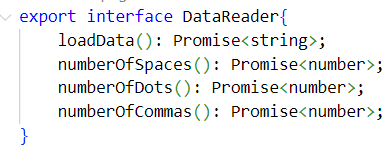 export interface DataReader{
    loadData(): Promise<string>;
    numberOfSpaces(): Promise<number>;
    numberOfDots(): Promise<number>;
    numberOfCommas(): Promise<number>;
}